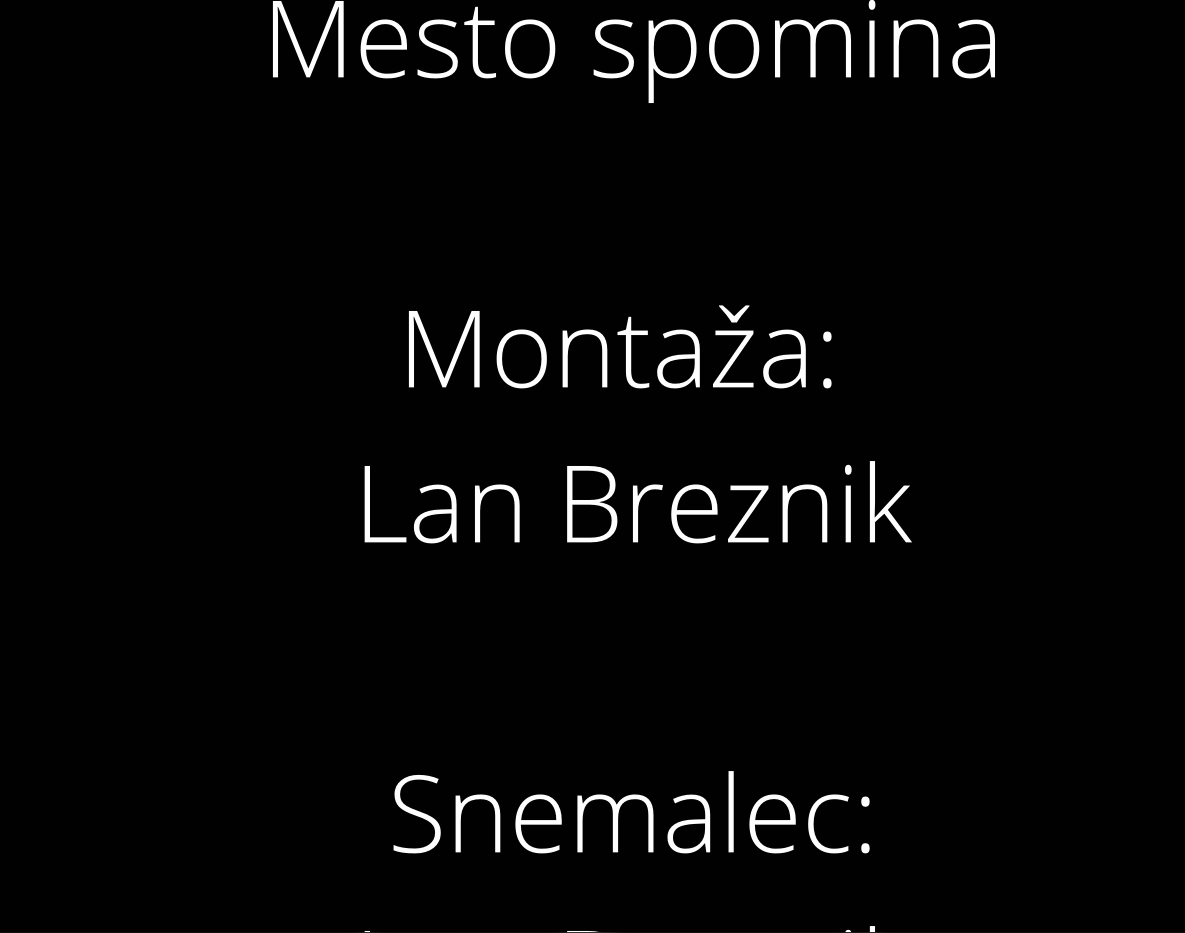 Mesto spomina
Montaža:
Lan Breznik
Snemalec: